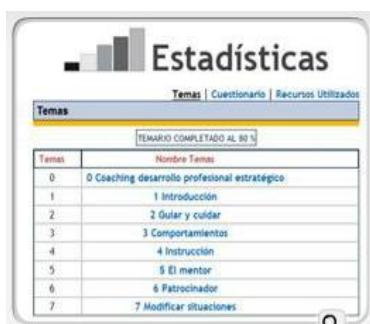 Estadísticas
Temas | Cuestionario | Recursos Utilizados
Temas
TEMARIO COMPLETADO AL 80 %
Temas Nombre Temas
0 0 Coaching desarrollo profesional estratégico
1 1 Introducción
2 2 Guiar y cuidar
3 3 Comportamientos
4 4 Instrucción
5 5 El mentor
6 6 Patrocinador
7 7 Modificar situaciones